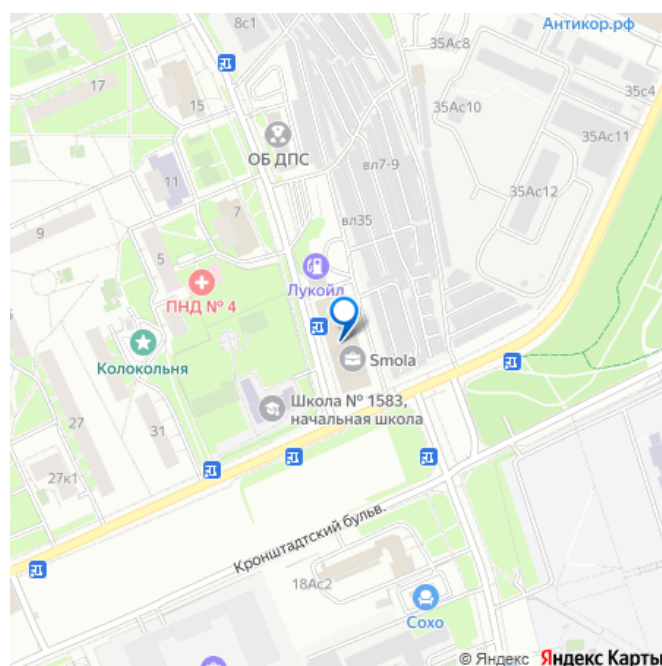 8с1
Антикор.рф
35Ас8
17
35с4
15
35Ас10
35Ас11
ОБ ДПС
вл7-9
11
35Ас12
7
вл35
9
5
Лукойл
ПНД № 4
Smola
Колокольня
Школа № 1583,
начальная школа
27
31
27к1
Кронштадтский бульв.
18Ас2
Сохо
© Яндекс Яндекс Карты